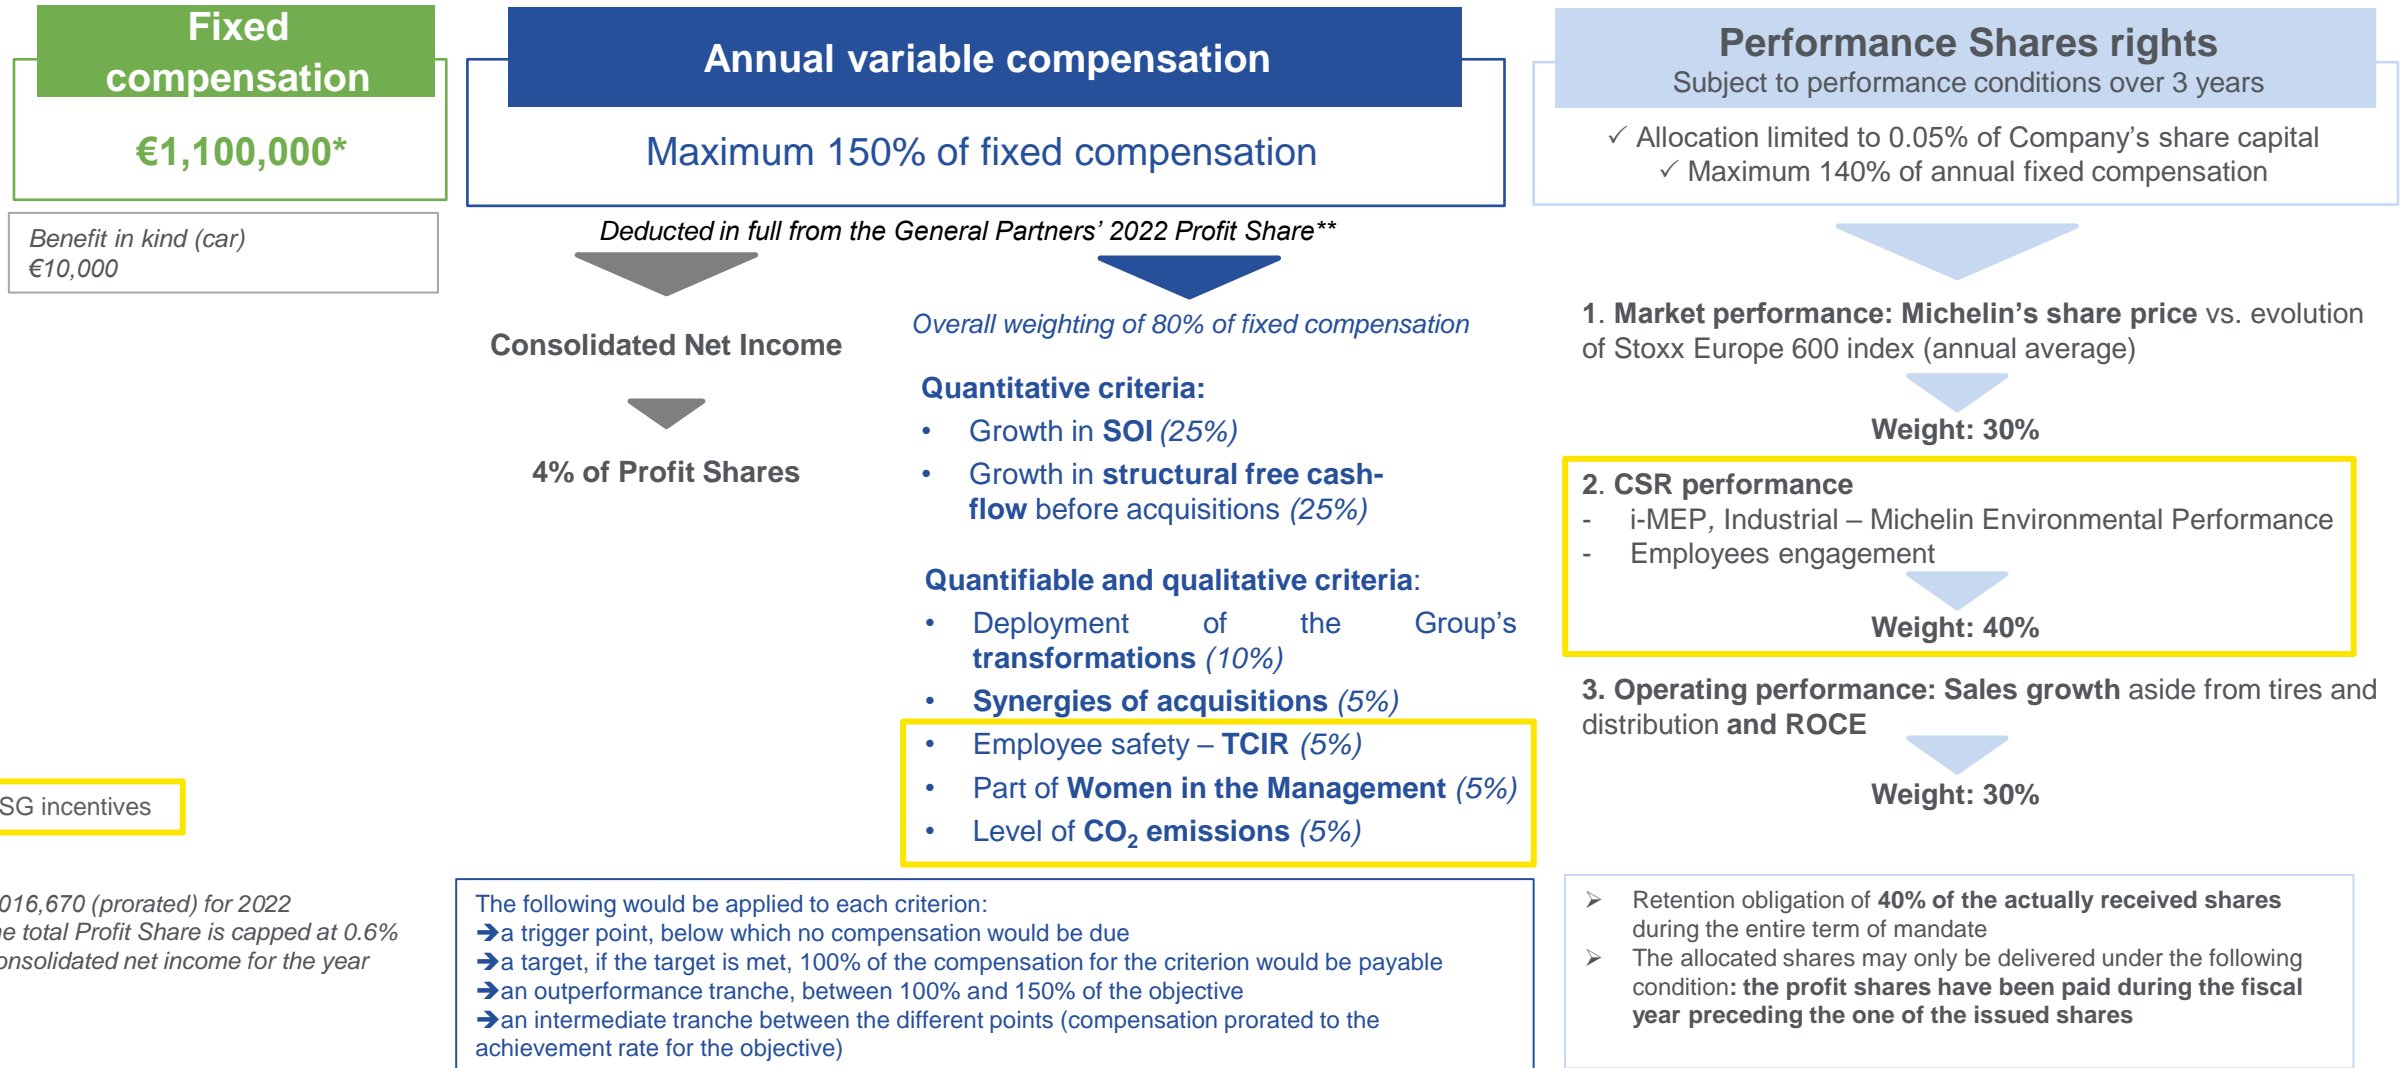 Fixed
compensation
€1,100,000*
Benefit in kind (car)
€10,000
Annual variable compensation
Maximum 150% of fixed compensation
Deducted in full from the General Partners’ 2022 Profit Share**
Consolidated Net Income
4% of Profit Shares
Overall weighting of 80% of fixed compensation
Quantitative criteria:
• Growth in SOI (25%)
• Growth in structural free cash-
flow before acquisitions (25%)
Quantifiable and qualitative criteria:
• Deployment of the Group’s
transformations (10%)
• Synergies of acquisitions (5%)
• Employee safety – TCIR (5%)
• Part of Women in the Management (5%)
• Level of CO₂ emissions (5%)
The following would be applied to each criterion:
➔a trigger point, below which no compensation would be due
➔a target, if the target is met, 100% of the compensation for the criterion would be payable
➔an outperformance tranche, between 100% and 150% of the objective
➔an intermediate tranche between the different points (compensation prorated to the
achievement rate for the objective)
Performance Shares rights
Subject to performance conditions over 3 years
✓ Allocation limited to 0.05% of Company’s share capital
✓ Maximum 140% of annual fixed compensation
1. Market performance: Michelin’s share price vs. evolution
of Stoxx Europe 600 index (annual average)
Weight: 30%
2. CSR performance
- i-MEP, Industrial – Michelin Environmental Performance
- Employees engagement
Weight: 40%
3. Operating performance: Sales growth aside from tires and
distribution and ROCE
Weight: 30%
➢ Retention obligation of 40% of the actually received shares
during the entire term of mandate
➢ The allocated shares may only be delivered under the following
condition: the profit shares have been paid during the fiscal
year preceding the one of the issued shares
SG incentives
016,670 (prorated) for 2022
he total Profit Share is capped at 0.6%
onsolidated net income for the year